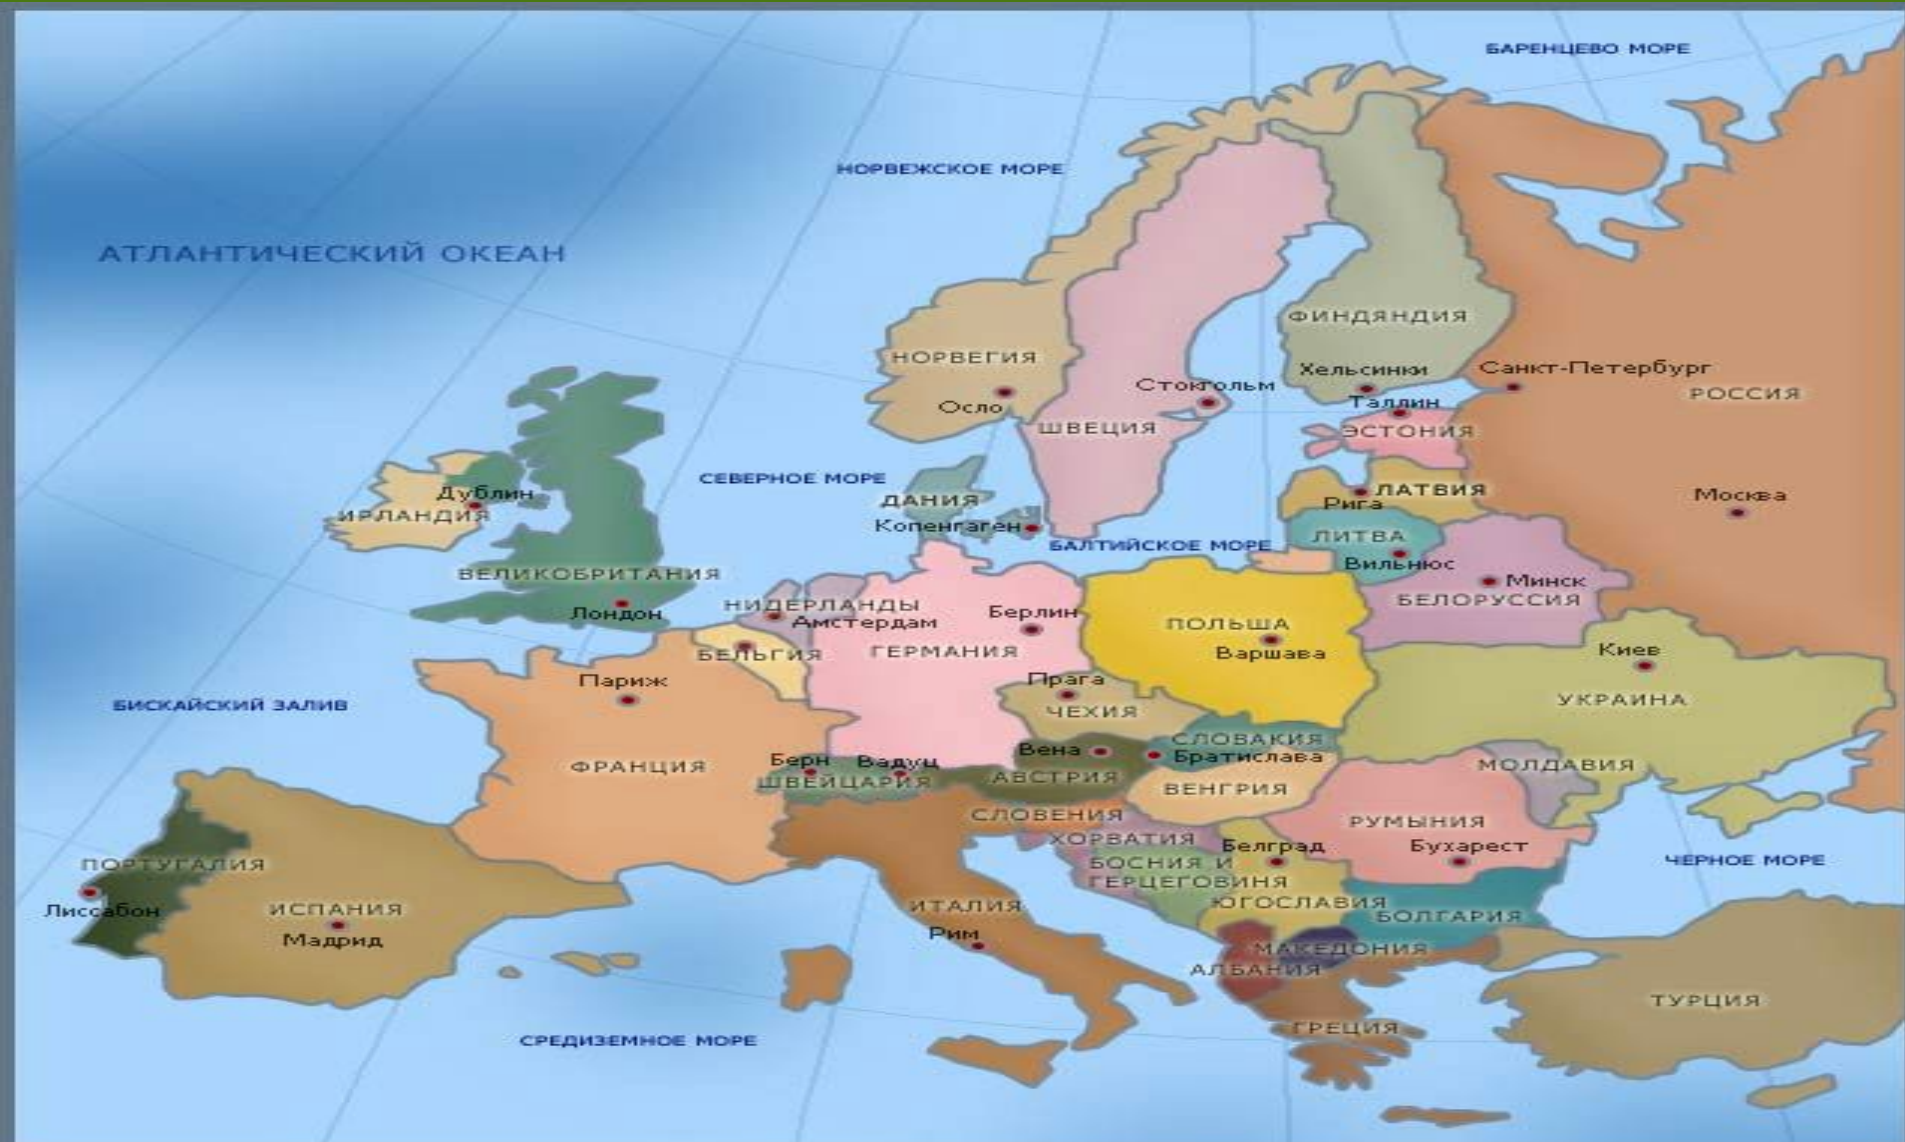 БАРЕНЦЕВО МОРЕ
НОРВЕЖСКОЕ МОРЕ
АТЛАНТИЧЕСКИЙ ОКЕАН
ФИНДЯНДИЯ
НОРВЕГИЯ
Хельсинки
Санкт-Петербург
Стокгольм
РОССИЯ
Осло
Таллин
ШВЕЦИЯ
ЭСТОНИЯ
СЕВЕРНОЕ МОРЕ
Дублин
ЛАТВИЯ
Москва
ДАНИЯ
Рига
ИРЛАНДИЯ
Копенгаген
ЛИТВА
БАЛТИЙСКОЕ МОРЕ
Вильнюс
ВЕЛИКОБРИТАНИЯ
Минск
БЕЛОРУССИЯ
НИДЕРЛАНДЫ
Лондон
Берлин
Амстердам
ПОЛЬША
БЕЛЬГИЯ
ГЕРМАНИЯ
Варшава
Киев
Париж
Прага
УКРАИНА
БИСКАЙСКИЙ ЗАЛИВ
ЧЕХИЯ
СЛОВАКИЯ
Вена
Братислава
ФРАНЦИЯ
Берн
Вадуц
МОЛДАВИЯ
ШВЕЙЦАРИЯ
АВСТРИЯ
ВЕНГРИЯ
СЛОВЕНИЯ
РУМЫНИЯ
ХОРВАТИЯ
Белград
Бухарест
ПОРТУГАЛИЯ
БОСНИЯ И
ГЕРЦЕГОВИНЯ
ЧЕРНОЕ МОРЕ
Лиссабон
ИСПАНИЯ
ИТАЛИЯ
ЮГОСЛАВИЯ
БОЛГАРИЯ
Мадрид
Рим
МАКЕДОНИЯ
АЛБАНИЯ
ТУРЦИЯ
ГРЕЦИЯ
СРЕДИЗЕМНОЕ МОРЕ